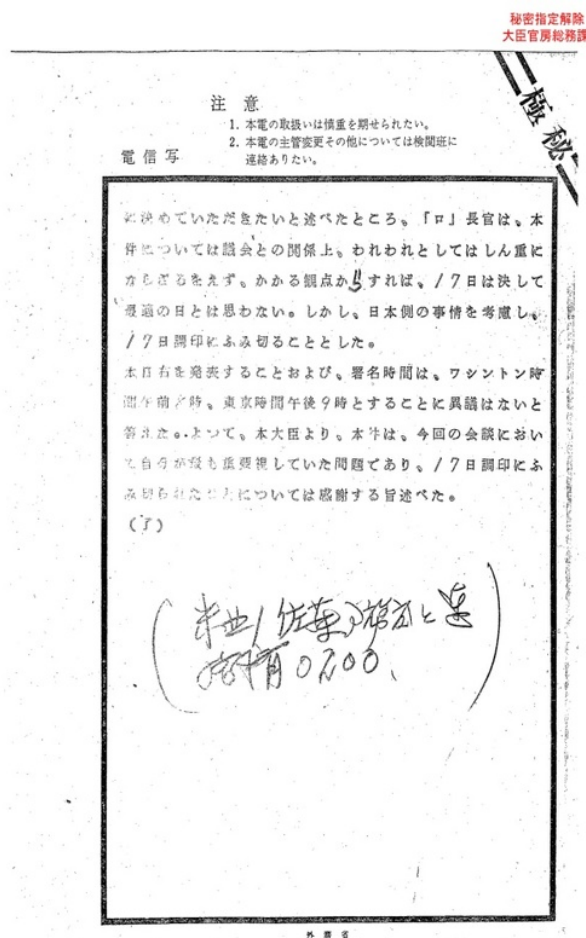 秘密指定解除
大臣官房総務課
極秘
注意
1. 本電の取扱いは慎重を期せられたい。
2. 本電の主管変更その他については検閲班に
連絡ありたい。
電信写
に決めていただきたいと述べたところ、「ロ」長官は、本
件については議会との関係上、われわれとしてはしん重に
ならざるをえず、かかる観点からすれば、17日は決して
最適の日とは思わない。しかし、日本側の事情を考慮し、
17日調印にふみ切ることとした。
本日右を発表することおよび、署名時間は、ワシントン時
間午前 時、東京時間午後9時とすることに異議はないと
答えた。よつて、本大臣より、本件は、今回の会談におい
て自分が最も重要視していた問題であり、17日調印にふ
み切られたことについては感謝する旨述べた。
(了)
外務省